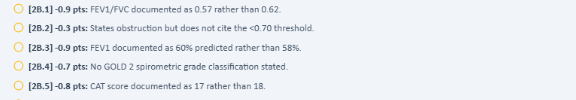 [2B.1] -0.9 pts: FEV1/FVC documented as 0.57 rather than 0.62.
[2B.2] -0.3 pts: States obstruction but does not cite the <0.70 threshold.
[2B.3] -0.9 pts: FEV1 documented as 60% predicted rather than 58%.
[2B.4] -0.7 pts: No GOLD 2 spirometric grade classification stated.
[2B.5] -0.8 pts: CAT score documented as 17 rather than 18.